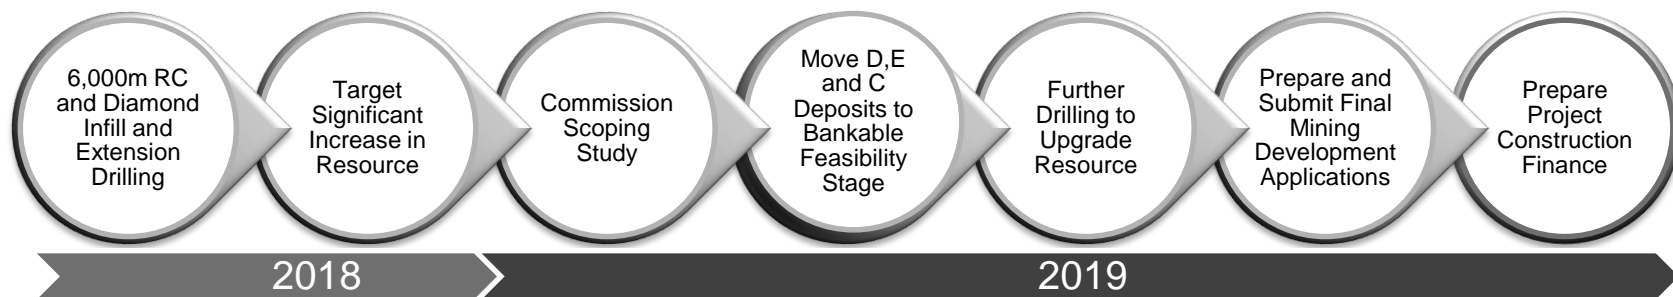 6,000m RC
and Diamond
Infill and
Extension
Drilling
Target
Significant
Increase in
Resource
Commission
Scoping
Study
Move D,E
and C
Deposits to
Bankable
Feasibility
Stage
Further
Drilling to
Upgrade
Resource
Prepare and
Submit Final
Mining
Development
Applications
Prepare
Project
Construction
Finance
2018
2019